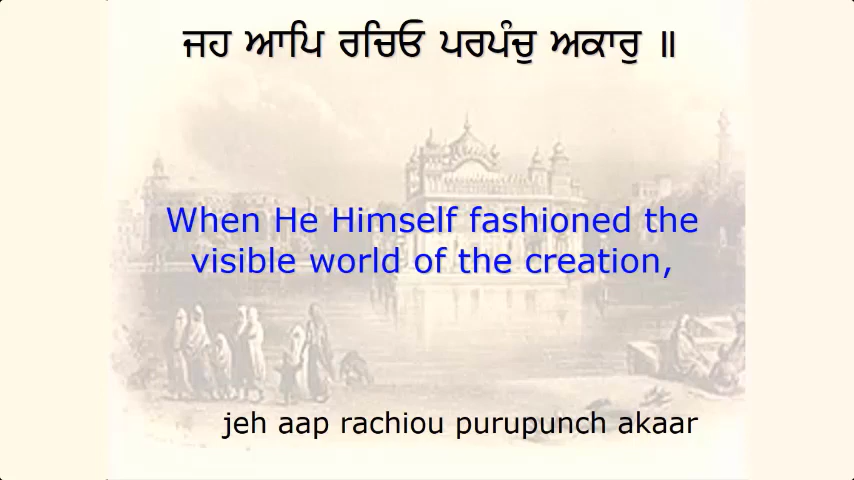 ਜਹ ਆਪਿ ਰਚਿਓ ਪਰਪੰਚੁ ਅਕਾਰੁ ॥
When He Himself fashioned the
visible world of the creation,
jeh aap rachiou purupunch akaar